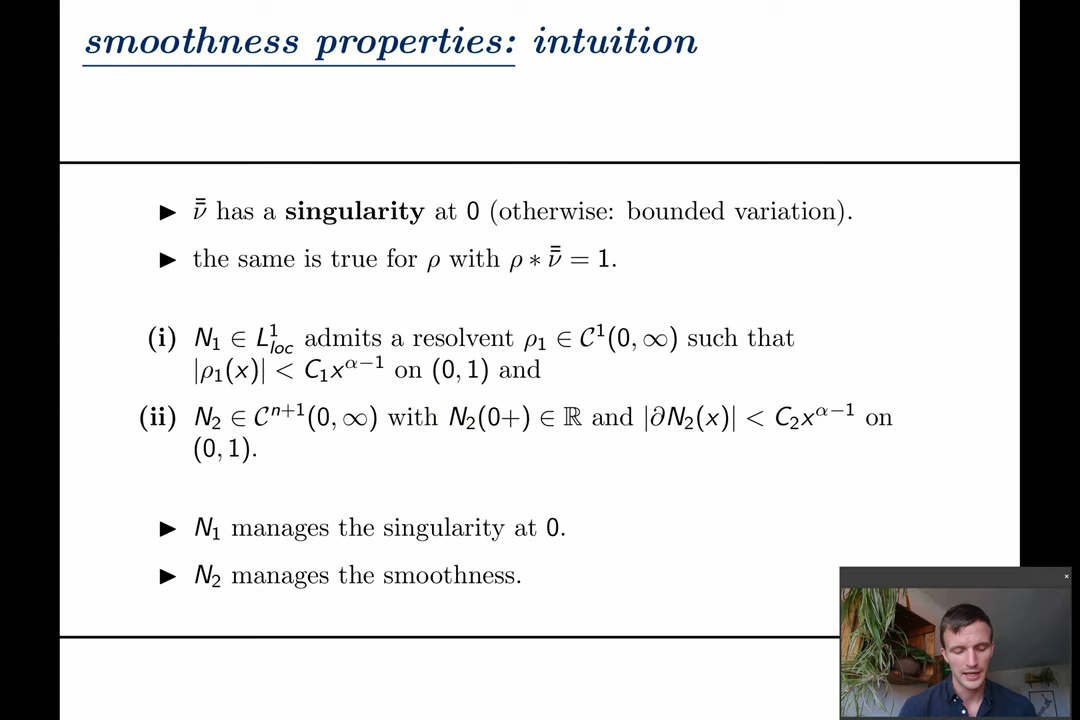 smoothness properties: intuition
▶ ν̿ has a singularity at 0 (otherwise: bounded variation).
▶ the same is true for ρ with ρ ∗ ν̿ = 1.
(i) N₁ ∈ L¹_loc admits a resolvent ρ₁ ∈ 𝒞¹(0, ∞) such that
|ρ₁(x)| < C₁x^{α−1} on (0, 1) and
(ii) N₂ ∈ 𝒞^{n+1}(0, ∞) with N₂(0+) ∈ ℝ and |∂N₂(x)| < C₂x^{α−1} on
(0, 1).
▶ N₁ manages the singularity at 0.
▶ N₂ manages the smoothness.